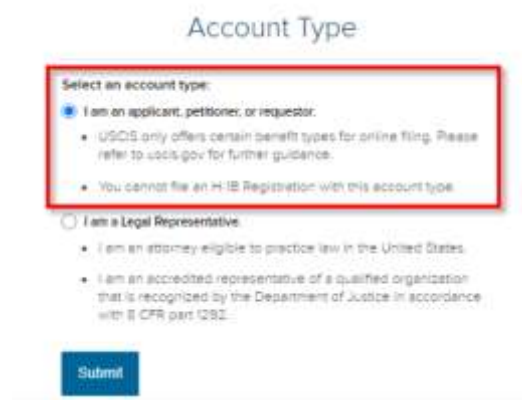 Account Type
Select an account type:
I am an applicant, petitioner, or requestor.
• USCIS only offers certain benefit types for online filing. Please
refer to uscis.gov for further guidance.
• You cannot file an H-1B Registration with this account type.
I am a Legal Representative.
• I am an attorney eligible to practice law in the United States.
• I am an accredited representative of a qualified organization
that is recognized by the Department of Justice in accordance
with 8 CFR part 1292.
Submit